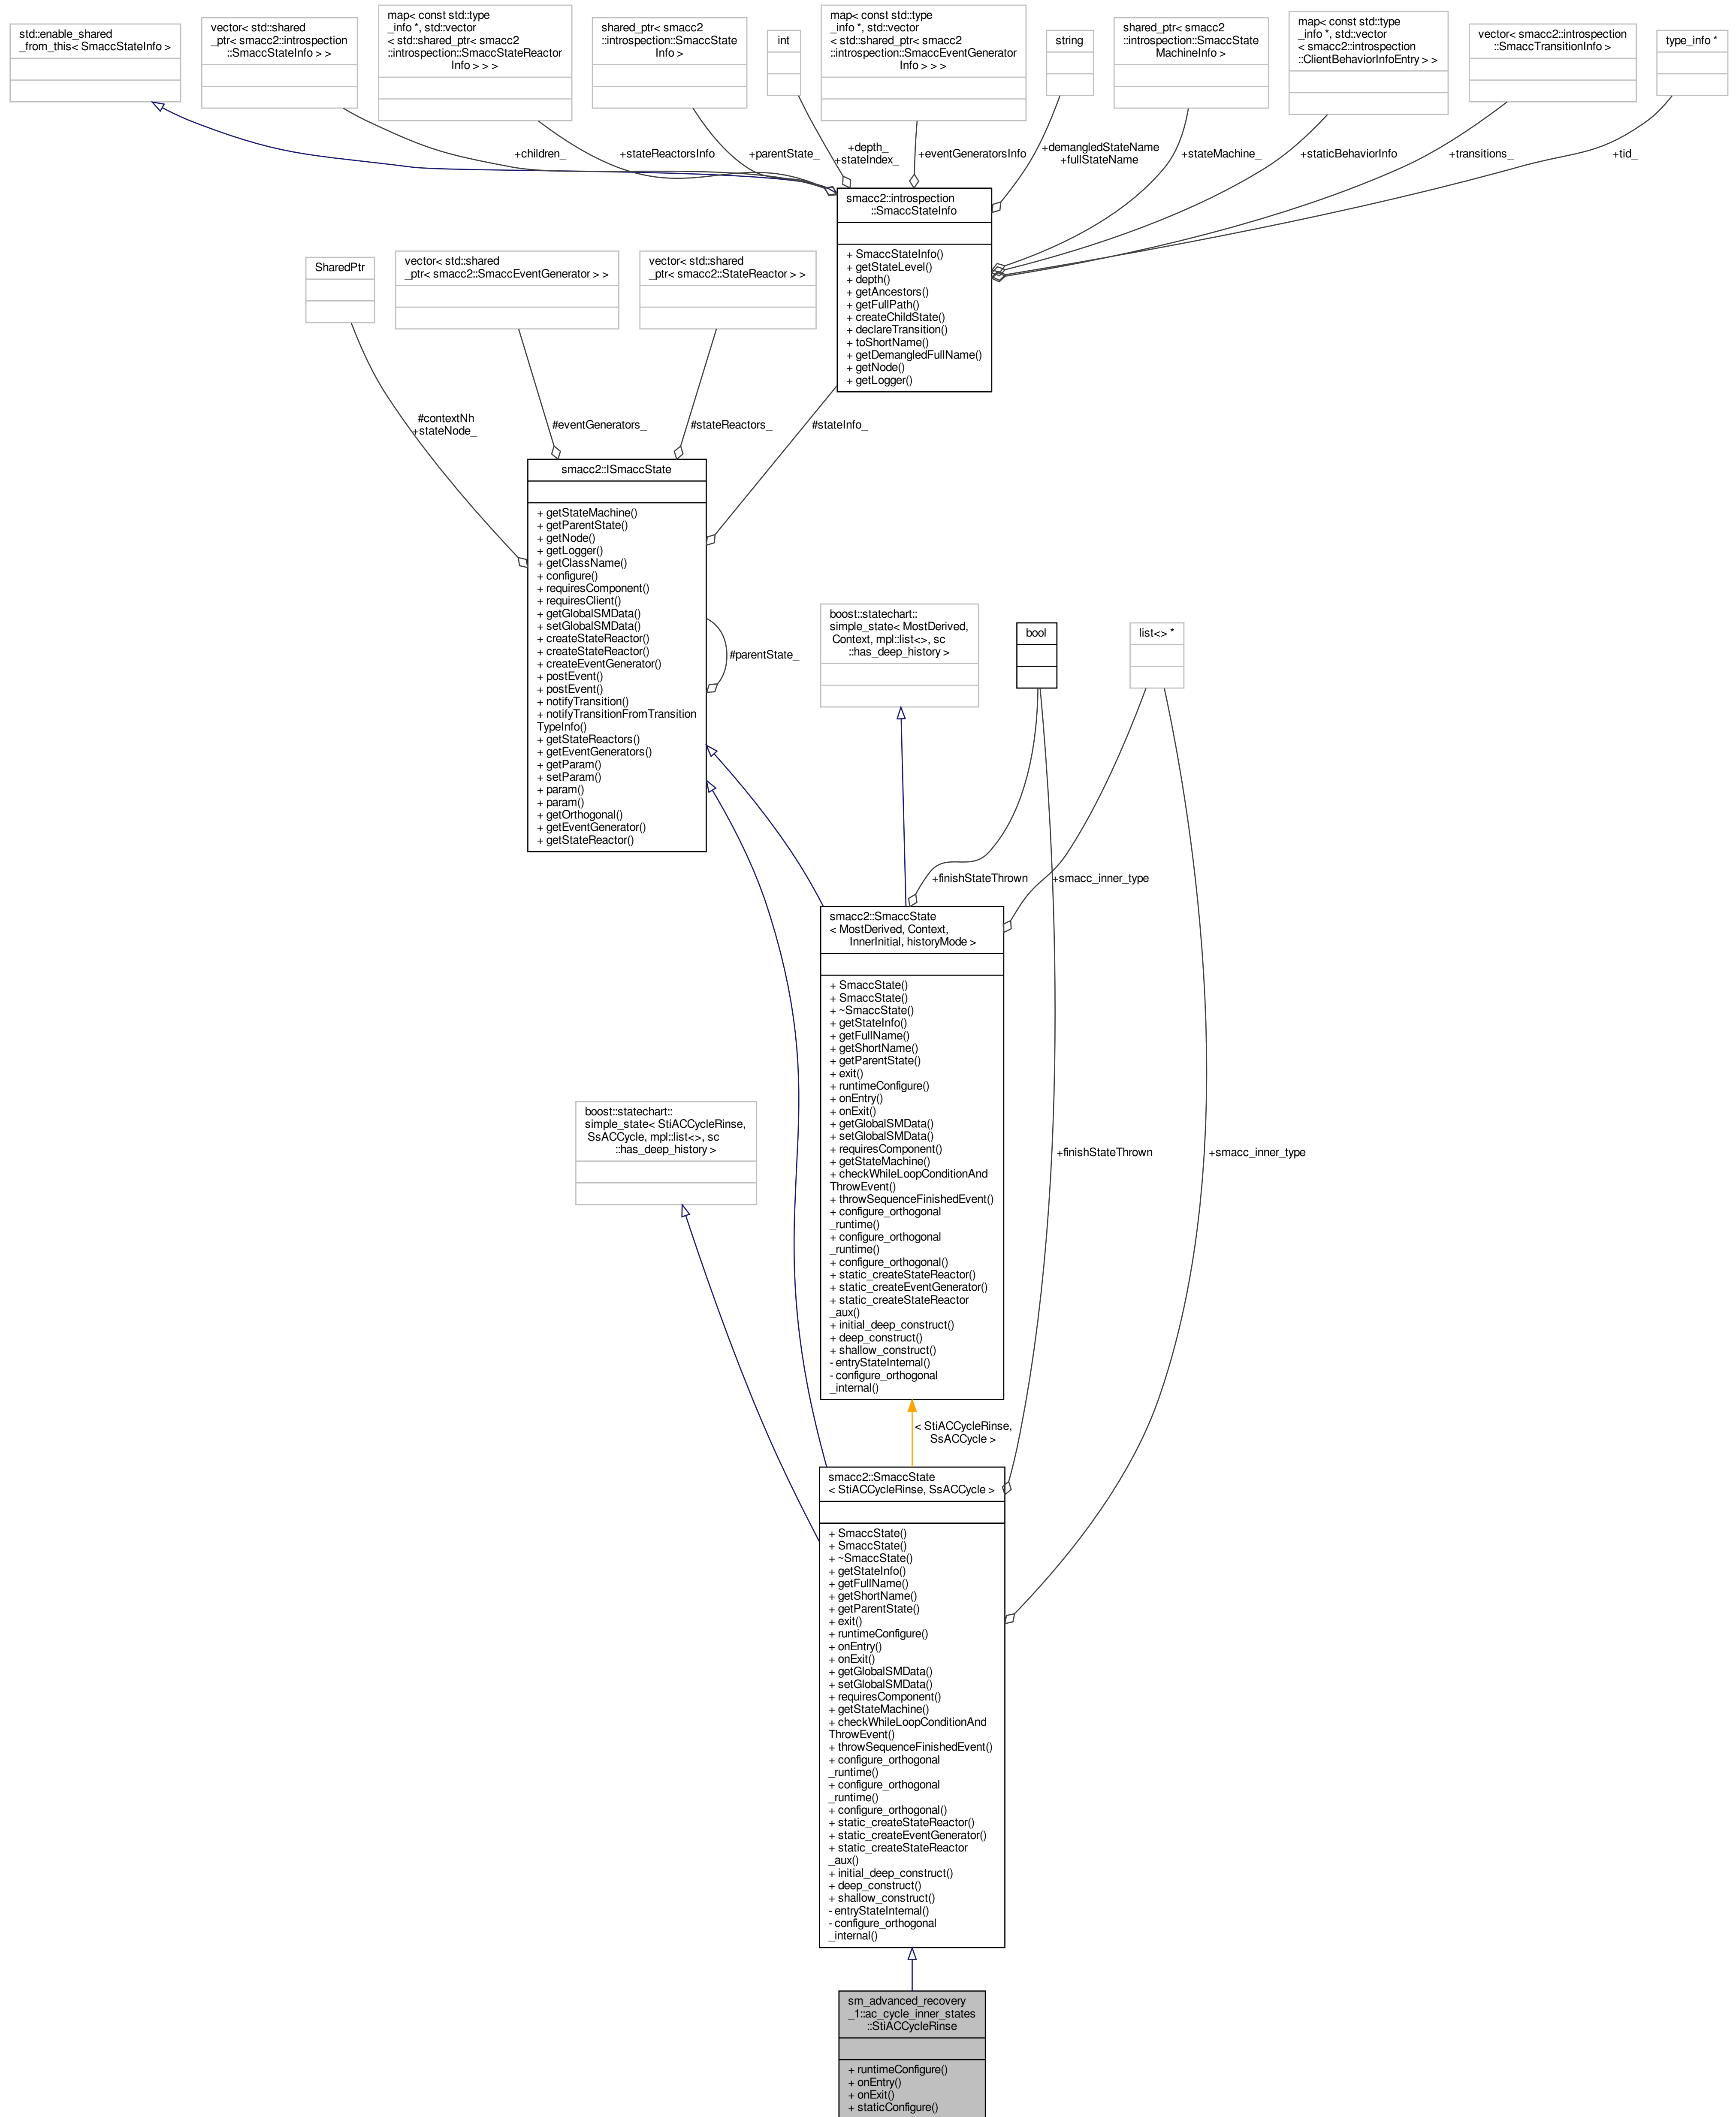 std::enable_shared
_from_this< SmaccStateInfo >
vector< std::shared
_ptr< smacc2::introspection
::SmaccStateInfo > >
map< const std::type
_info *, std::vector
< std::shared_ptr< smacc2
::introspection::SmaccStateReactor
Info > > >
shared_ptr< smacc2
::introspection::SmaccState
Info >
int
map< const std::type
_info *, std::vector
< std::shared_ptr< smacc2
::introspection::SmaccEventGenerator
Info > > >
string
shared_ptr< smacc2
::introspection::SmaccState
MachineInfo >
map< const std::type
_info *, std::vector
< smacc2::introspection
::ClientBehaviorInfoEntry > >
vector< smacc2::introspection
::SmaccTransitionInfo >
type_info *
+children_
+stateReactorsInfo
+parentState_
+depth_
+stateIndex_
+eventGeneratorsInfo
+demangledStateName
+fullStateName
+stateMachine_
+staticBehaviorInfo
+transitions_
+tid_
smacc2::introspection
::SmaccStateInfo
+ SmaccStateInfo()
+ getStateLevel()
+ depth()
+ getAncestors()
+ getFullPath()
+ createChildState()
+ declareTransition()
+ toShortName()
+ getDemangledFullName()
+ getNode()
+ getLogger()
SharedPtr
vector< std::shared
_ptr< smacc2::SmaccEventGenerator > >
vector< std::shared
_ptr< smacc2::StateReactor > >
#contextNh
+stateNode_
#eventGenerators_
#stateReactors_
#stateInfo_
smacc2::ISmaccState
+ getStateMachine()
+ getParentState()
+ getNode()
+ getLogger()
+ getClassName()
+ configure()
+ requiresComponent()
+ requiresClient()
+ getGlobalSMData()
+ setGlobalSMData()
+ createStateReactor()
+ createStateReactor()
+ createEventGenerator()
+ postEvent()
+ postEvent()
+ notifyTransition()
+ notifyTransitionFromTransition
TypeInfo()
+ getStateReactors()
+ getEventGenerators()
+ getParam()
+ setParam()
+ param()
+ param()
+ getOrthogonal()
+ getEventGenerator()
+ getStateReactor()
#parentState_
boost::statechart::
simple_state< MostDerived,
Context, mpl::list<>, sc
::has_deep_history >
bool
list<> *
+finishStateThrown
+smacc_inner_type
smacc2::SmaccState
< MostDerived, Context,
InnerInitial, historyMode >
+ SmaccState()
+ SmaccState()
+ ~SmaccState()
+ getStateInfo()
+ getFullName()
+ getShortName()
+ getParentState()
+ exit()
+ runtimeConfigure()
+ onEntry()
+ onExit()
+ getGlobalSMData()
+ setGlobalSMData()
+ requiresComponent()
+ getStateMachine()
+ checkWhileLoopConditionAnd
ThrowEvent()
+ throwSequenceFinishedEvent()
+ configure_orthogonal
_runtime()
+ configure_orthogonal
_runtime()
+ configure_orthogonal()
+ static_createStateReactor()
+ static_createEventGenerator()
+ static_createStateReactor
_aux()
+ initial_deep_construct()
+ deep_construct()
+ shallow_construct()
- entryStateInternal()
- configure_orthogonal
_internal()
boost::statechart::
simple_state< StiACCycleRinse,
SsACCycle, mpl::list<>, sc
::has_deep_history >
+finishStateThrown
+smacc_inner_type
< StiACCycleRinse,
SsACCycle >
smacc2::SmaccState
< StiACCycleRinse, SsACCycle >
+ SmaccState()
+ SmaccState()
+ ~SmaccState()
+ getStateInfo()
+ getFullName()
+ getShortName()
+ getParentState()
+ exit()
+ runtimeConfigure()
+ onEntry()
+ onExit()
+ getGlobalSMData()
+ setGlobalSMData()
+ requiresComponent()
+ getStateMachine()
+ checkWhileLoopConditionAnd
ThrowEvent()
+ throwSequenceFinishedEvent()
+ configure_orthogonal
_runtime()
+ configure_orthogonal
_runtime()
+ configure_orthogonal()
+ static_createStateReactor()
+ static_createEventGenerator()
+ static_createStateReactor
_aux()
+ initial_deep_construct()
+ deep_construct()
+ shallow_construct()
- entryStateInternal()
- configure_orthogonal
_internal()
sm_advanced_recovery
_1::ac_cycle_inner_states
::StiACCycleRinse
+ runtimeConfigure()
+ onEntry()
+ onExit()
+ staticConfigure()